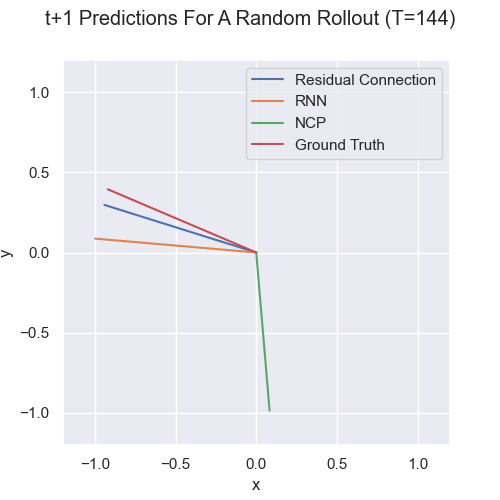 t+1 Predictions For A Random Rollout (T=144)
Residual Connection
RNN
NCP
Ground Truth
1.0
0.5
0.0
−0.5
−1.0
y
−1.0 −0.5 0.0 0.5 1.0
x